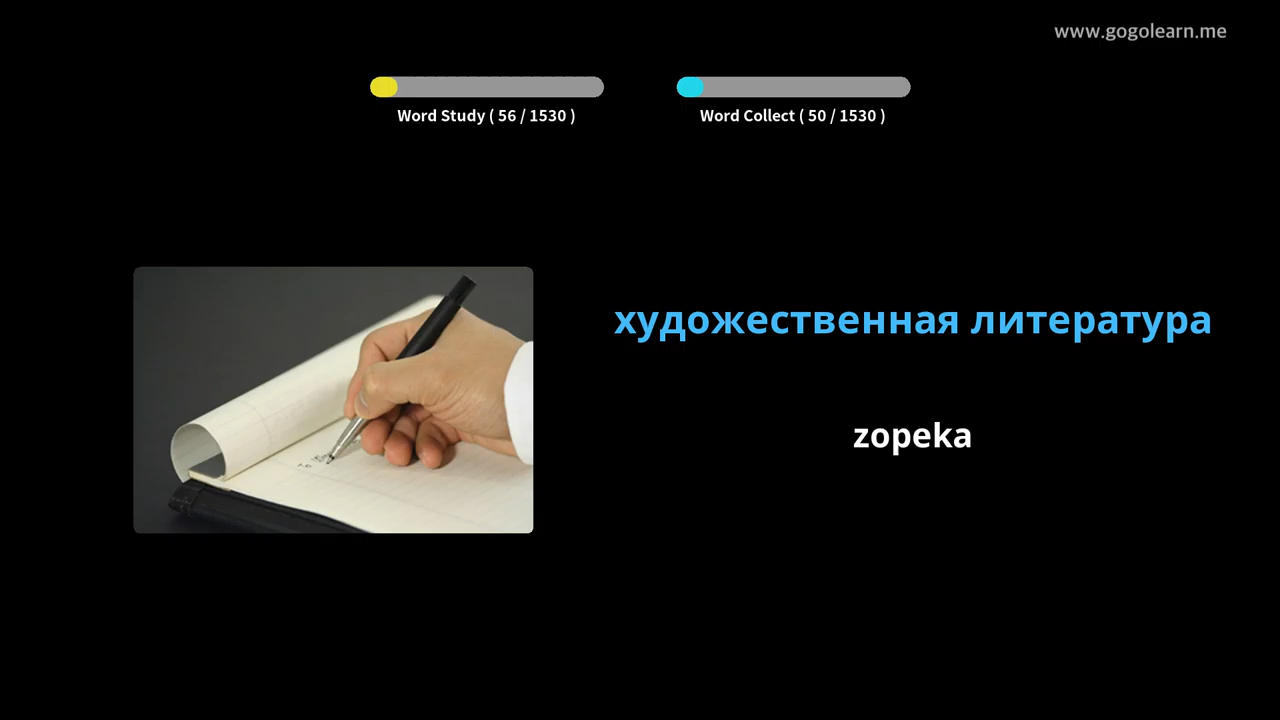 www.gogolearn.me
Word Study ( 56 / 1530 )
Word Collect ( 50 / 1530 )
художественная литература
zopeka